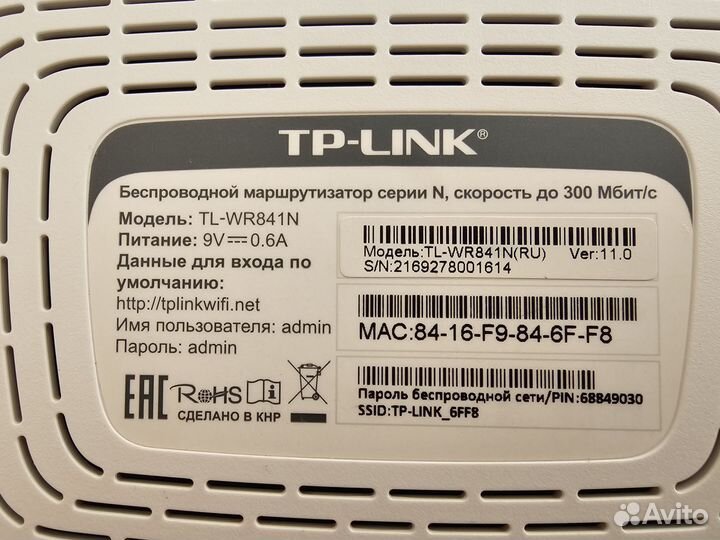 TP-LINK®
Беспроводной маршрутизатор серии N, скорость до 300 Мбит/с
Модель: TL-WR841N
Питание: 9V⎓0.6A
Данные для входа по
умолчанию:
http://tplinkwifi.net
Имя пользователя: admin
Пароль: admin
EAC RoHS
СДЕЛАНО В КНР
Модель:TL-WR841N(RU) Ver:11.0
S/N:2169278001614
MAC:84-16-F9-84-6F-F8
Пароль беспроводной сети/PIN:68849030
SSID:TP-LINK_6FF8
Avito